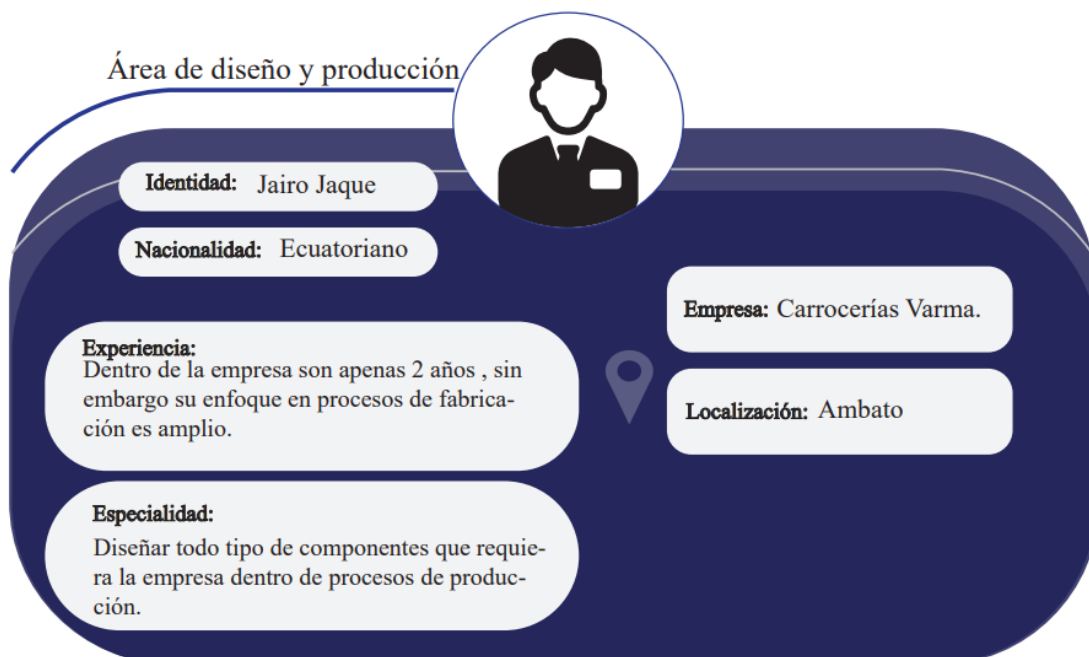 Área de diseño y producción
Identidad: Jairo Jaque
Nacionalidad: Ecuatoriano
Experiencia:
Dentro de la empresa son apenas 2 años , sin
embargo su enfoque en procesos de fabrica-
ción es amplio.
Especialidad:
Diseñar todo tipo de componentes que requie-
ra la empresa dentro de procesos de produc-
ción.
Empresa: Carrocerías Varma.
Localización: Ambato